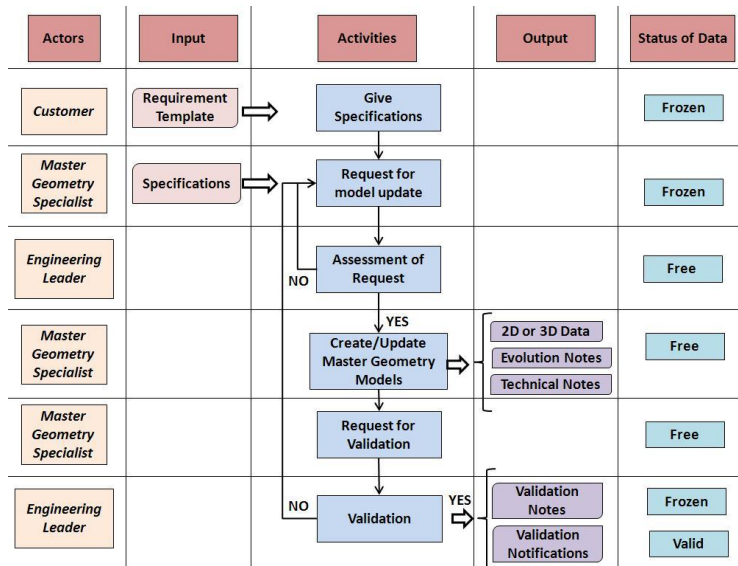 Actors
Input
Activities
Output
Status of Data
Customer
Requirement
Template
Give
Specifications
Frozen
Master
Geometry
Specialist
Specifications
Request for
model update
Frozen
Engineering
Leader
NO
Assessment of
Request
Free
YES
Master
Geometry
Specialist
Create/Update
Master Geometry
Models
2D or 3D Data
Evolution Notes
Technical Notes
Free
Master
Geometry
Specialist
Request for
Validation
Free
Engineering
Leader
NO
Validation
YES
Validation
Notes
Validation
Notifications
Frozen
Valid